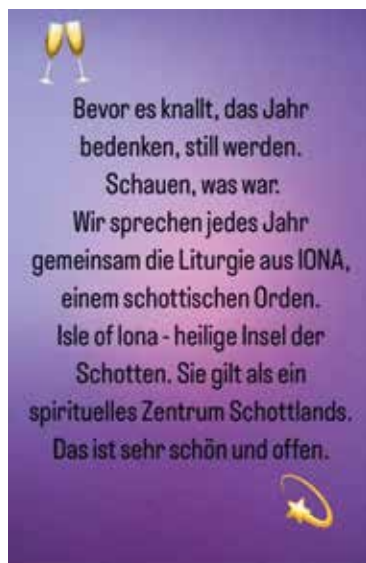 Bevor es knallt, das Jahr
bedenken, still werden.
Schauen, was war.
Wir sprechen jedes Jahr
gemeinsam die Liturgie aus IONA,
einem schottischen Orden.
Isle of Iona - heilige Insel der
Schotten. Sie gilt als ein
spirituelles Zentrum Schottlands.
Das ist sehr schön und offen.